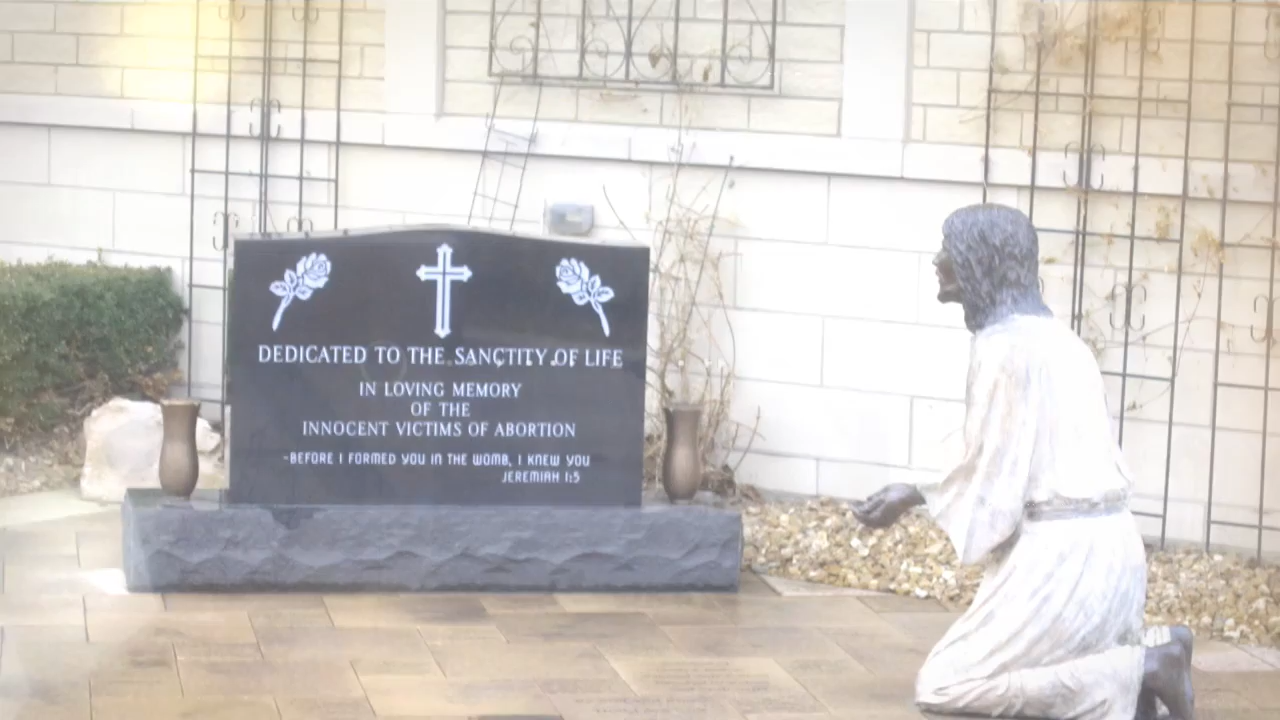 DEDICATED TO THE SANCTITY OF LIFE
IN LOVING MEMORY
OF THE
INNOCENT VICTIMS OF ABORTION
-BEFORE I FORMED YOU IN THE WOMB, I KNEW YOU
JEREMIAH 1:5